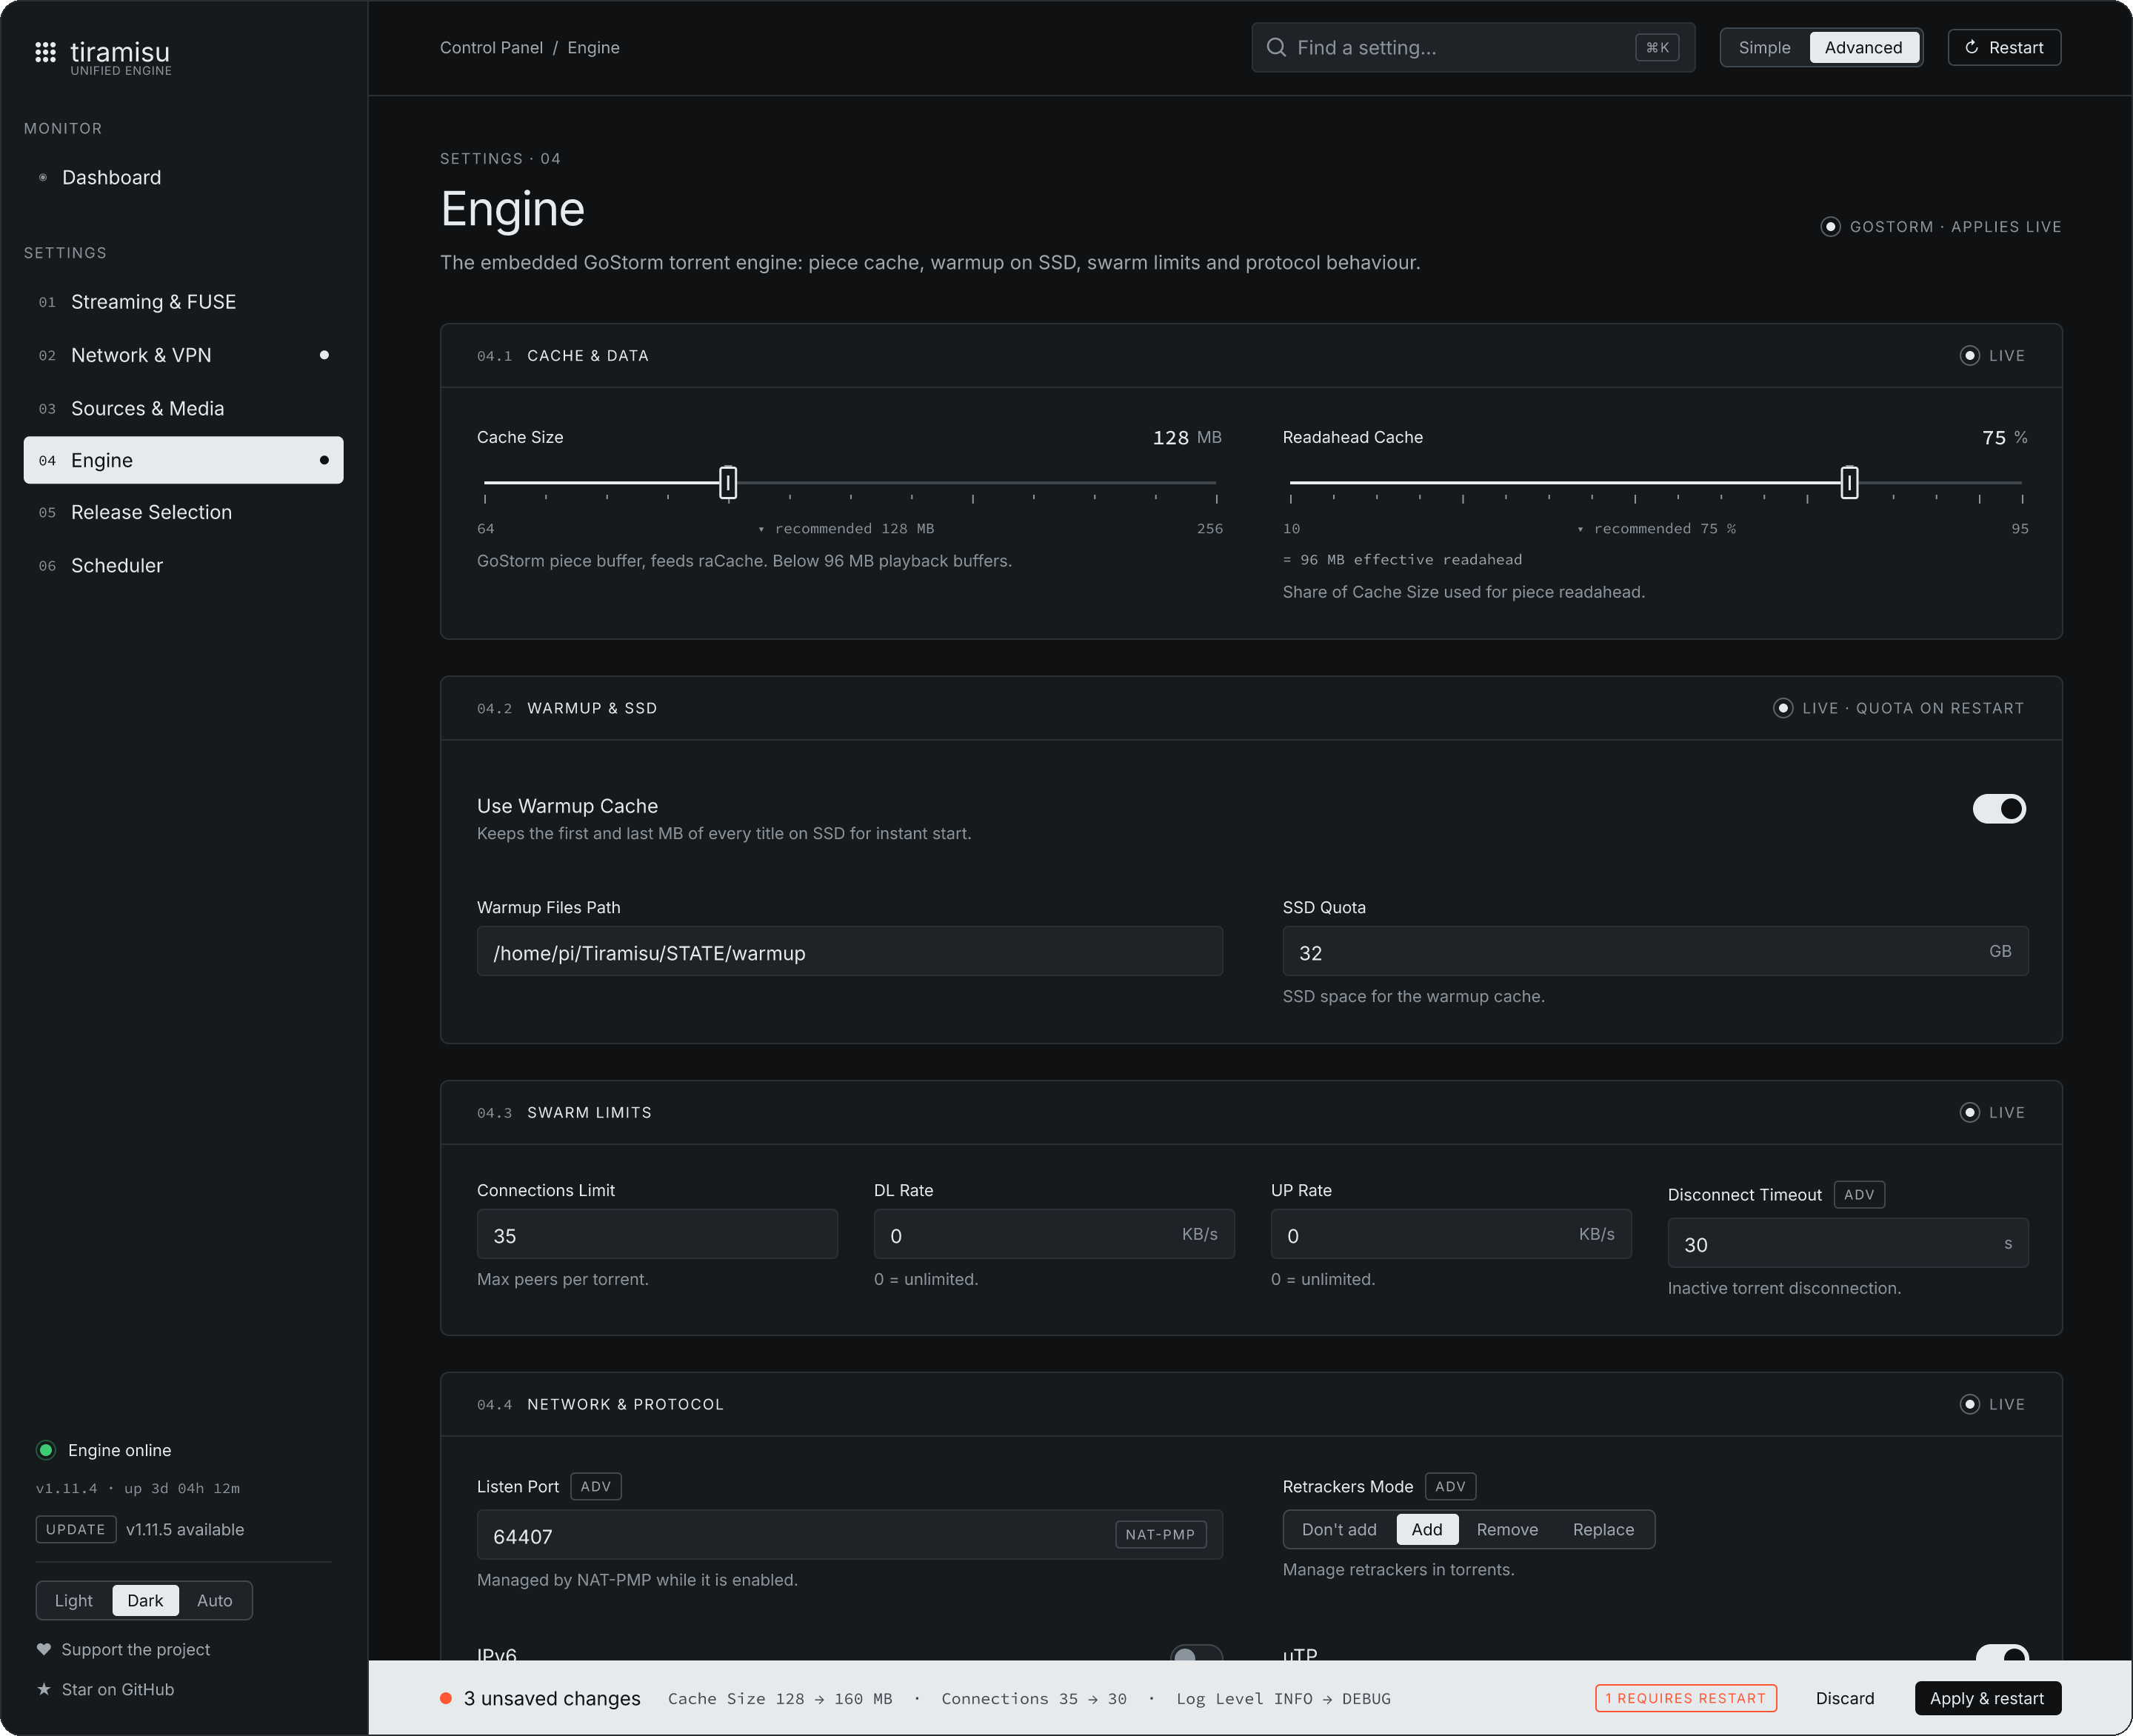 tiramisu
UNIFIED ENGINE
MONITOR
Dashboard
SETTINGS
01 Streaming & FUSE
02 Network & VPN
03 Sources & Media
04 Engine
05 Release Selection
06 Scheduler
Engine online
v1.11.4 · up 3d 04h 12m
UPDATE v1.11.5 available
Light Dark Auto
Support the project
Star on GitHub
Control Panel / Engine
Find a setting... ⌘K
Simple Advanced
Restart
SETTINGS · 04
Engine
GOSTORM · APPLIES LIVE
The embedded GoStorm torrent engine: piece cache, warmup on SSD, swarm limits and protocol behaviour.
04.1 CACHE & DATA LIVE
Cache Size 128 MB
64 ▾ recommended 128 MB 256
GoStorm piece buffer, feeds raCache. Below 96 MB playback buffers.
Readahead Cache 75 %
10 ▾ recommended 75 % 95
= 96 MB effective readahead
Share of Cache Size used for piece readahead.
04.2 WARMUP & SSD LIVE · QUOTA ON RESTART
Use Warmup Cache
Keeps the first and last MB of every title on SSD for instant start.
Warmup Files Path
/home/pi/Tiramisu/STATE/warmup
SSD Quota
32 GB
SSD space for the warmup cache.
04.3 SWARM LIMITS LIVE
Connections Limit
35
Max peers per torrent.
DL Rate
0 KB/s
0 = unlimited.
UP Rate
0 KB/s
0 = unlimited.
Disconnect Timeout ADV
30 s
Inactive torrent disconnection.
04.4 NETWORK & PROTOCOL LIVE
Listen Port ADV
64407 NAT-PMP
Managed by NAT-PMP while it is enabled.
Retrackers Mode ADV
Don't add Add Remove Replace
Manage retrackers in torrents.
IPv6
uTP
3 unsaved changes Cache Size 128 → 160 MB · Connections 35 → 30 · Log Level INFO → DEBUG
1 REQUIRES RESTART Discard Apply & restart